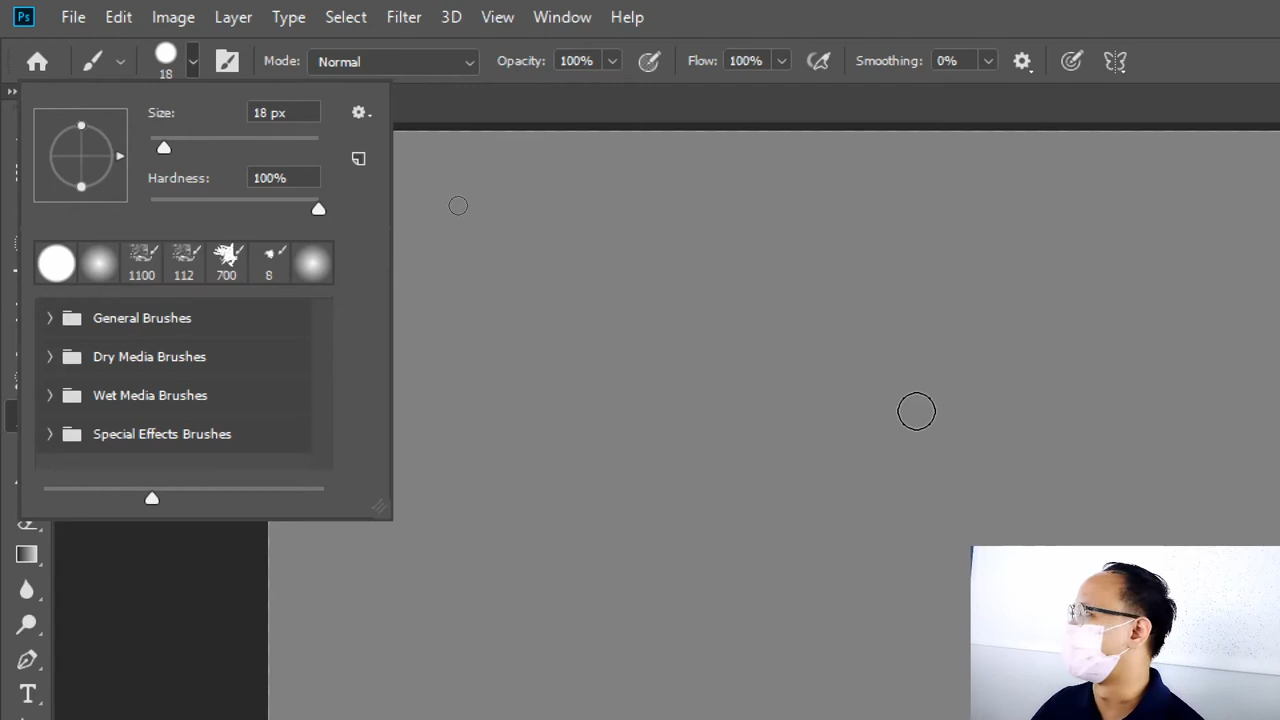 Ps File Edit Image Layer Type Select Filter 3D View Window Help
18 Mode: Normal Opacity: 100% Flow: 100% Smoothing: 0%
Size: 18 px
Hardness: 100%
1100 112 700 8
General Brushes
Dry Media Brushes
Wet Media Brushes
Special Effects Brushes
T